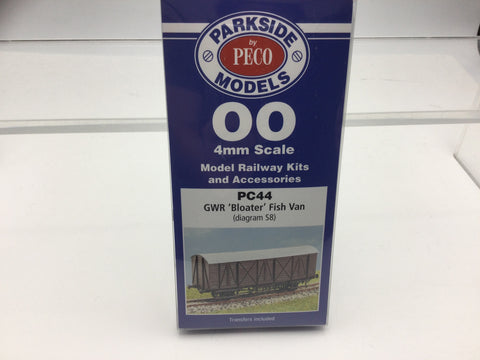 PARKSIDE
by
PECO
MODELS
OO
4mm Scale
Model Railway Kits
and Accessories
PC44
GWR 'Bloater' Fish Van
(diagram S8)
Transfers included